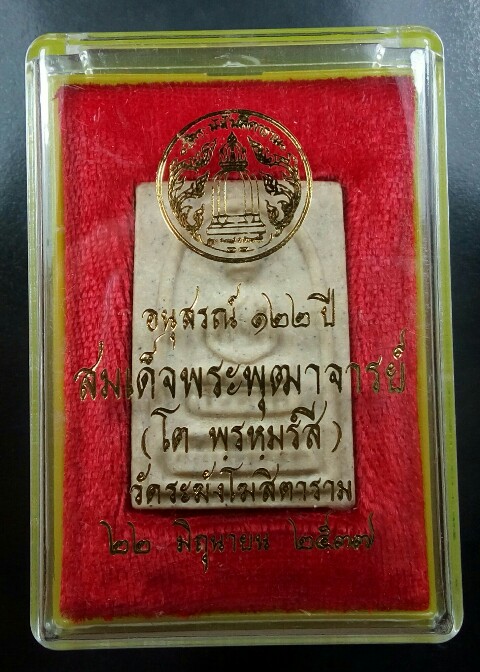 อนุสรณ์ ๑๒๒ ปี
สมเด็จพระพุฒาจารย์
(โต พฺรหฺมรํสี)
วัดระฆังโฆสิตาราม
๒๒ มิถุนายน ๒๕๓๗